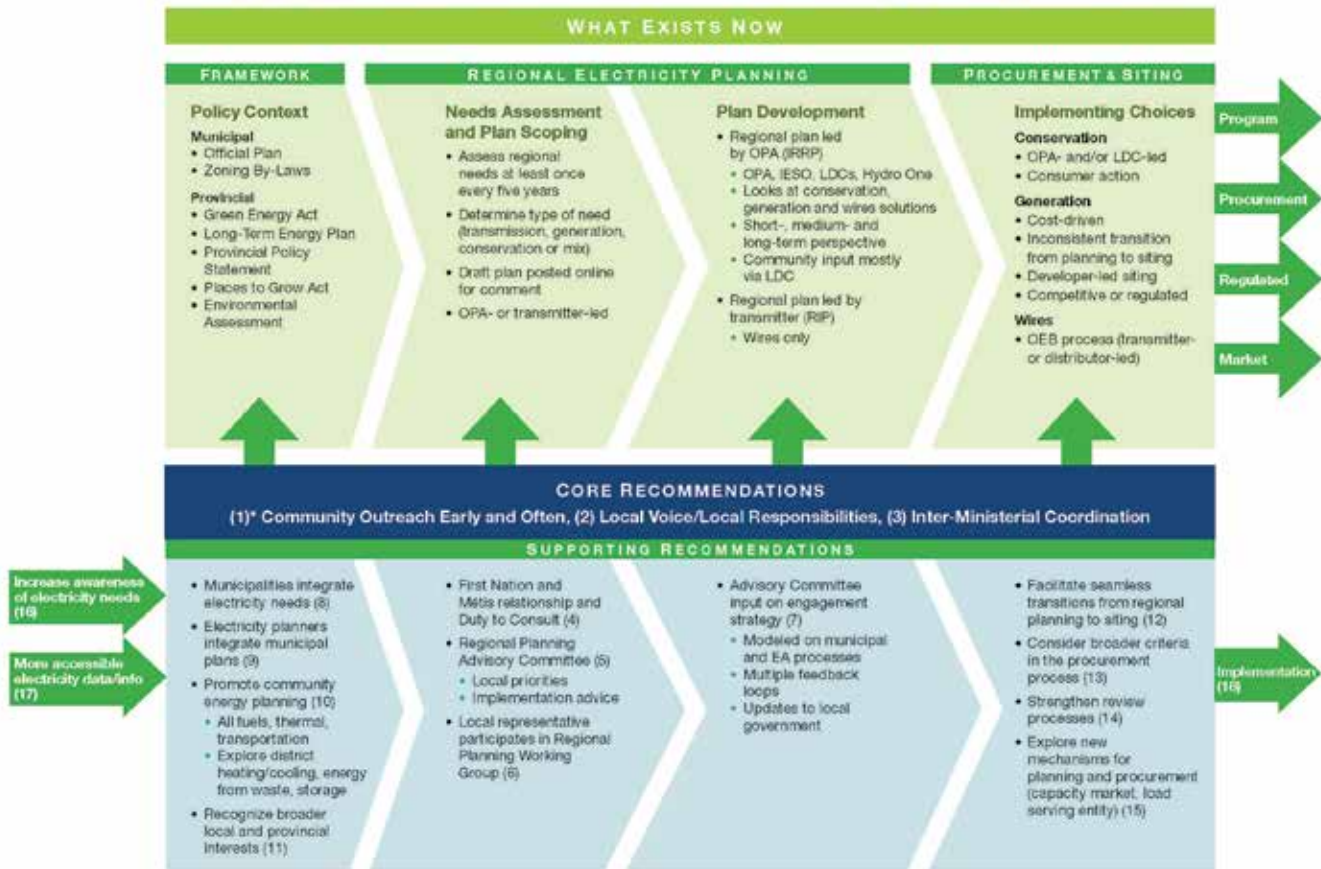 WHAT EXISTS NOW
FRAMEWORK
REGIONAL ELECTRICITY PLANNING
PROCUREMENT & SITING
Policy Context
Municipal
• Official Plan
• Zoning By-Laws
Provincial
• Green Energy Act
• Long-Term Energy Plan
• Provincial Policy
Statement
• Places to Grow Act
• Environmental
Assessment
Needs Assessment
and Plan Scoping
• Assess regional
needs at least once
every five years
• Determine type of need
(transmission, generation,
conservation or mix)
• Draft plan posted online
for comment
• OPA- or transmitter-led
Plan Development
• Regional plan led
by OPA (IRRP)
• OPA, IESO, LDCs, Hydro One
• Looks at conservation,
generation and wires solutions
• Short-, medium- and
long-term perspective
• Community input mostly
via LDC
• Regional plan led by
transmitter (RIP)
• Wires only
Implementing Choices
Conservation
• OPA- and/or LDC-led
• Consumer action
Generation
• Cost-driven
• Inconsistent transition
from planning to siting
• Developer-led siting
• Competitive or regulated
Wires
• OEB process (transmitter-
or distributor-led)
Program
Procurement
Regulated
Market
CORE RECOMMENDATIONS
(1)* Community Outreach Early and Often, (2) Local Voice/Local Responsibilities, (3) Inter-Ministerial Coordination
SUPPORTING RECOMMENDATIONS
Increase awareness
of electricity needs
(16)
More accessible
electricity data/info
(17)
• Municipalities integrate
electricity needs (8)
• Electricity planners
integrate municipal
plans (9)
• Promote community
energy planning (10)
• All fuels, thermal,
transportation
• Explore district
heating/cooling, energy
from waste, storage
• Recognize broader
local and provincial
interests (11)
• First Nation and
Métis relationship and
Duty to Consult (4)
• Regional Planning
Advisory Committee (5)
• Local priorities
• Implementation advice
• Local representative
participates in Regional
Planning Working
Group (6)
• Advisory Committee
input on engagement
strategy (7)
• Modeled on municipal
and EA processes
• Multiple feedback
loops
• Updates to local
government
• Facilitate seamless
transitions from regional
planning to siting (12)
• Consider broader criteria
in the procurement
process (13)
• Strengthen review
processes (14)
• Explore new
mechanisms for
planning and procurement
(capacity market, load
serving entity) (15)
Implementation